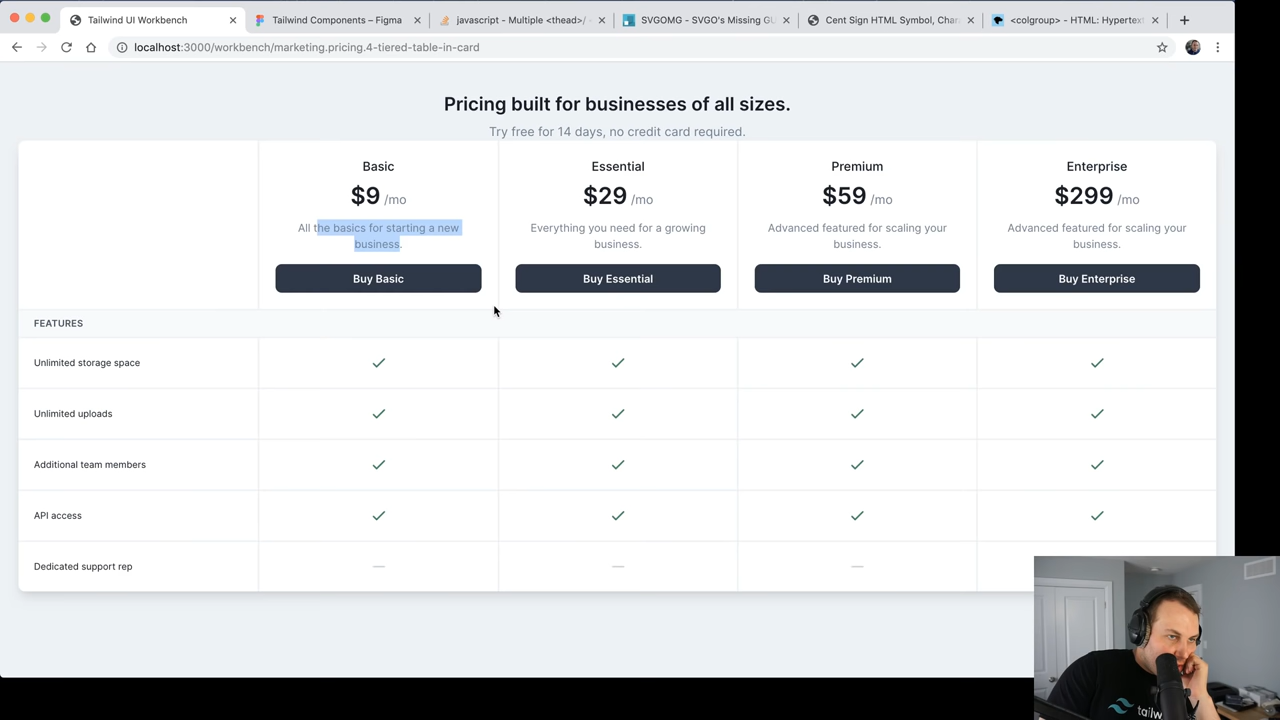 Tailwind UI Workbench
Tailwind Components – Figma
javascript - Multiple <thead>/
SVGOMG - SVGO's Missing GU
Cent Sign HTML Symbol, Char
<colgroup> - HTML: Hypertext
localhost:3000/workbench/marketing.pricing.4-tiered-table-in-card
Pricing built for businesses of all sizes.
Try free for 14 days, no credit card required.
Basic
$9 /mo
All the basics for starting a new
business.
Buy Basic
Essential
$29 /mo
Everything you need for a growing
business.
Buy Essential
Premium
$59 /mo
Advanced featured for scaling your
business.
Buy Premium
Enterprise
$299 /mo
Advanced featured for scaling your
business.
Buy Enterprise
FEATURES
Unlimited storage space
Unlimited uploads
Additional team members
API access
Dedicated support rep
tailw